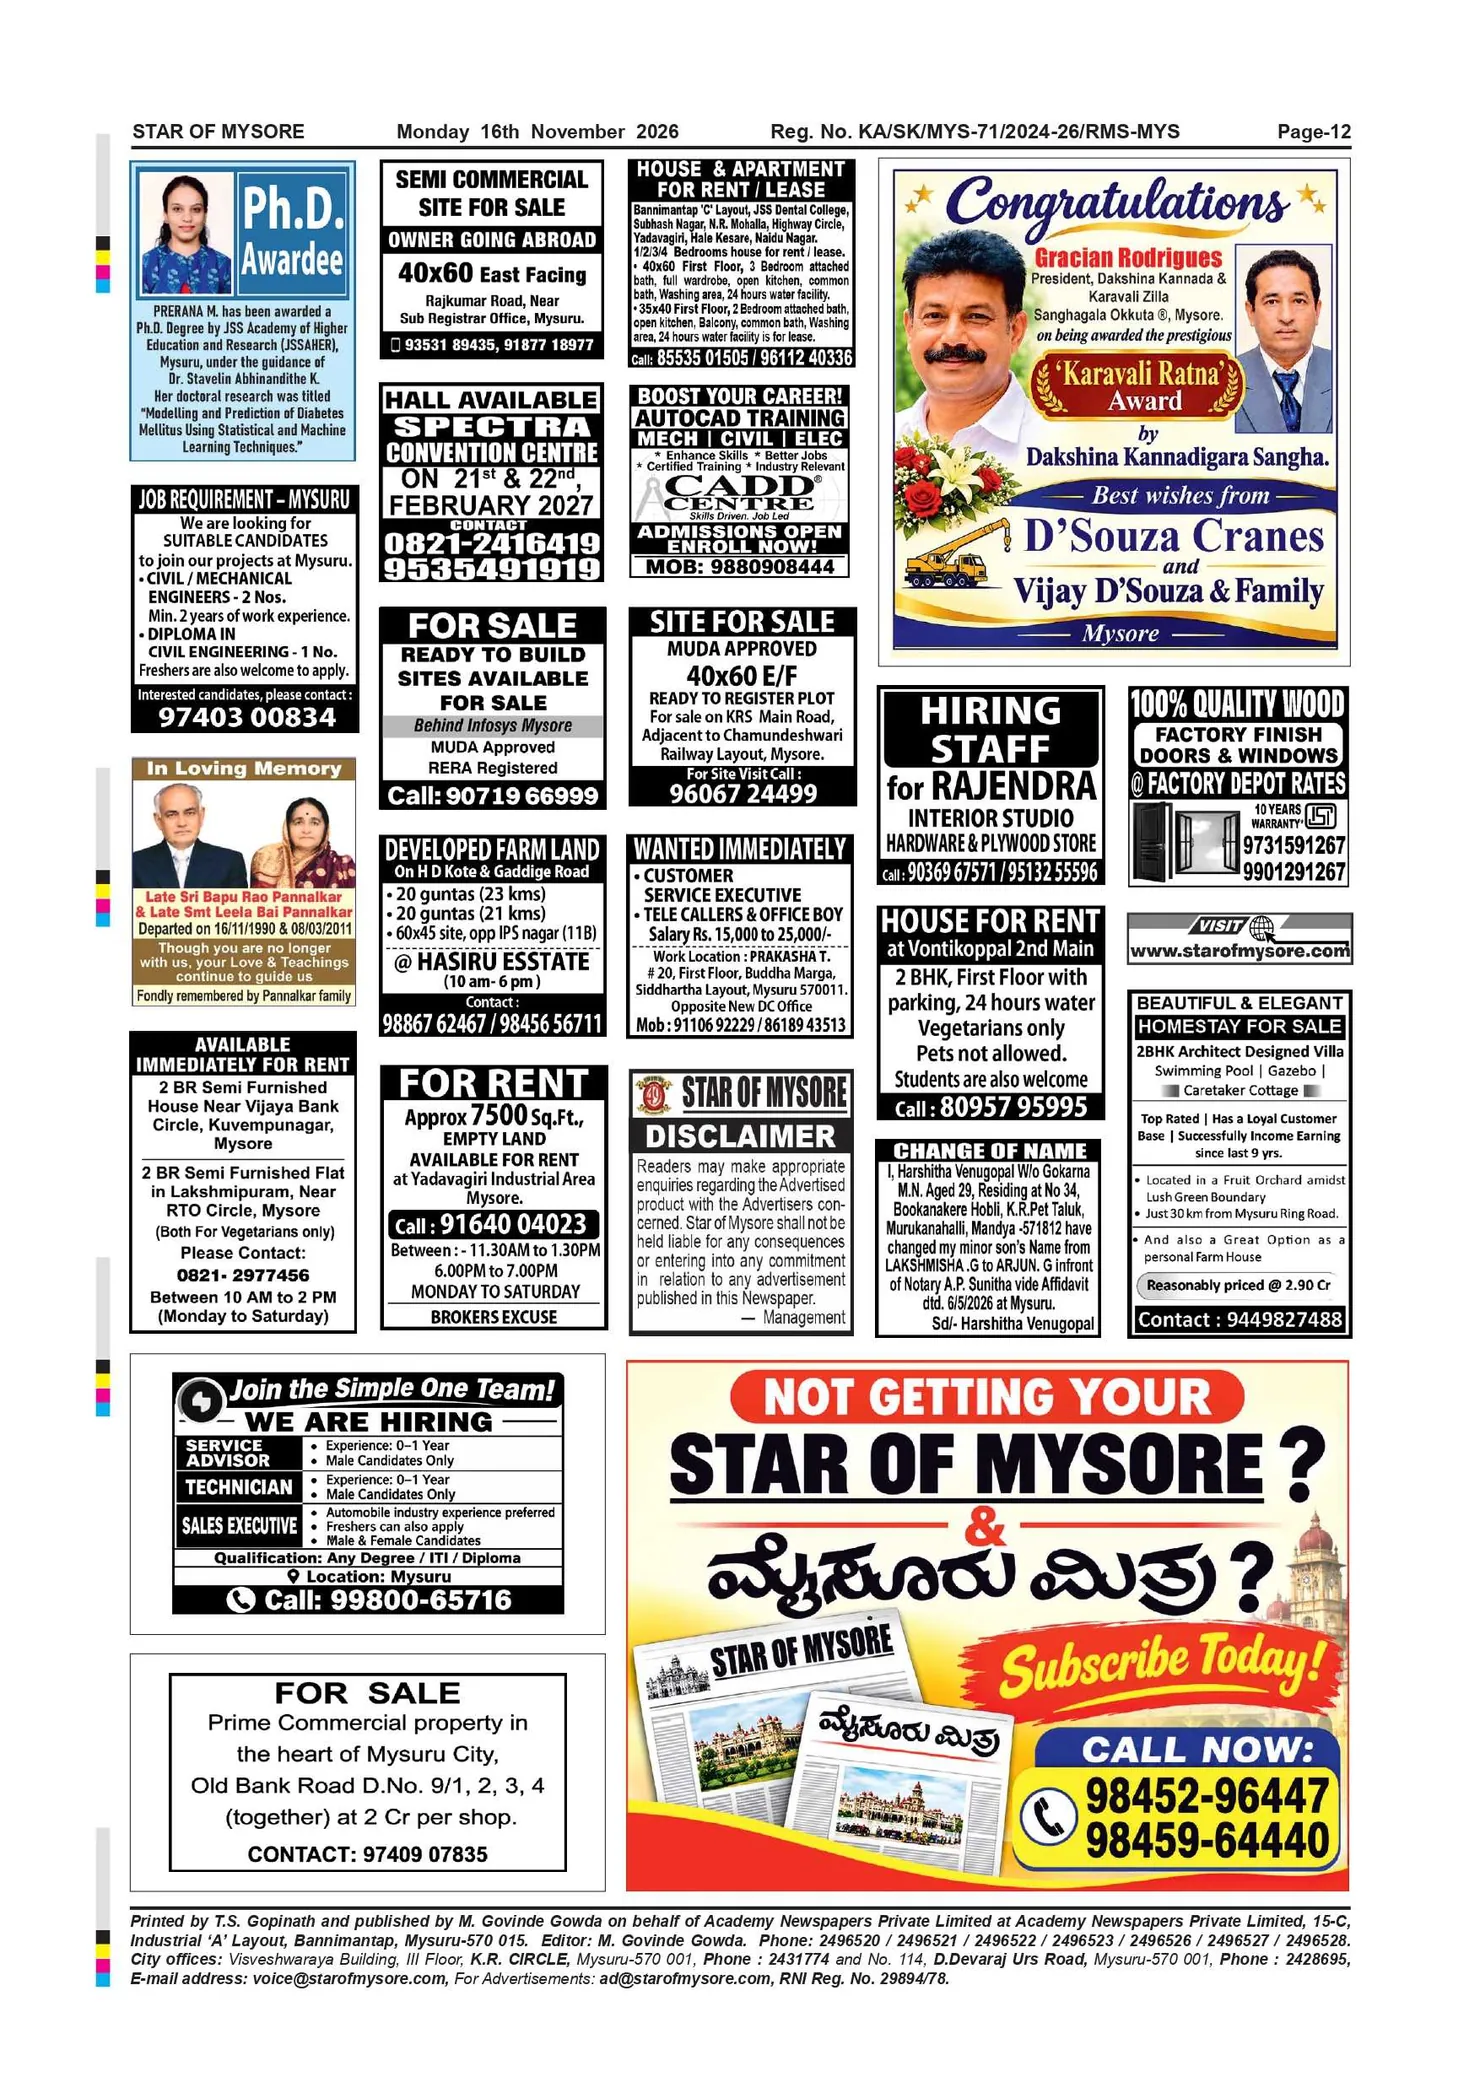 STAR OF MYSORE Monday 16th November 2026 Reg. No. KA/SK/MYS-71/2024-26/RMS-MYS Page-12
Ph.D.
Awardee
PRERANA M. has been awarded a
Ph.D. Degree by JSS Academy of Higher
Education and Research (JSSAHER),
Mysuru, under the guidance of
Dr. Stavelin Abhinandithe K.
Her doctoral research was titled
"Modelling and Prediction of Diabetes
Mellitus Using Statistical and Machine
Learning Techniques."
JOB REQUIREMENT – MYSURU
We are looking for
SUITABLE CANDIDATES
to join our projects at Mysuru.
• CIVIL / MECHANICAL
ENGINEERS - 2 Nos.
Min. 2 years of work experience.
• DIPLOMA IN
CIVIL ENGINEERING - 1 No.
Freshers are also welcome to apply.
Interested candidates, please contact :
97403 00834
In Loving Memory
Late Sri Bapu Rao Pannalkar
& Late Smt Leela Bai Pannalkar
Departed on 16/11/1990 & 08/03/2011
Though you are no longer
with us, your Love & Teachings
continue to guide us
Fondly remembered by Pannalkar family
AVAILABLE
IMMEDIATELY FOR RENT
2 BR Semi Furnished
House Near Vijaya Bank
Circle, Kuvempunagar,
Mysore
2 BR Semi Furnished Flat
in Lakshmipuram, Near
RTO Circle, Mysore
(Both For Vegetarians only)
Please Contact:
0821- 2977456
Between 10 AM to 2 PM
(Monday to Saturday)
SEMI COMMERCIAL
SITE FOR SALE
OWNER GOING ABROAD
40x60 East Facing
Rajkumar Road, Near
Sub Registrar Office, Mysuru.
93531 89435, 91877 18977
HALL AVAILABLE
SPECTRA
CONVENTION CENTRE
ON 21st & 22nd,
FEBRUARY 2027
CONTACT
0821-2416419
9535491919
FOR SALE
READY TO BUILD
SITES AVAILABLE
FOR SALE
Behind Infosys Mysore
MUDA Approved
RERA Registered
Call: 90719 66999
DEVELOPED FARM LAND
On H D Kote & Gaddige Road
• 20 guntas (23 kms)
• 20 guntas (21 kms)
• 60x45 site, opp IPS nagar (11B)
@ HASIRU ESSTATE
(10 am- 6 pm )
Contact :
98867 62467 / 98456 56711
FOR RENT
Approx 7500 Sq.Ft.,
EMPTY LAND
AVAILABLE FOR RENT
at Yadavagiri Industrial Area
Mysore.
Call : 91640 04023
Between : - 11.30AM to 1.30PM
6.00PM to 7.00PM
MONDAY TO SATURDAY
BROKERS EXCUSE
HOUSE & APARTMENT
FOR RENT / LEASE
Bannimantap 'C' Layout, JSS Dental College,
Subhash Nagar, N.R. Mohalla, Highway Circle,
Yadavagiri, Hale Kesare, Naidu Nagar.
1/2/3/4 Bedrooms house for rent / lease.
• 40x60 First Floor, 3 Bedroom attached
bath, full wardrobe, open kitchen, common
bath, Washing area, 24 hours water facility.
• 35x40 First Floor, 2 Bedroom attached bath,
open kitchen, Balcony, common bath, Washing
area, 24 hours water facility is for lease.
Call: 85535 01505 / 96112 40336
BOOST YOUR CAREER!
AUTOCAD TRAINING
MECH | CIVIL | ELEC
* Enhance Skills * Better Jobs
* Certified Training * Industry Relevant
CADD®
CENTRE
Skills Driven. Job Led
ADMISSIONS OPEN
ENROLL NOW!
MOB: 9880908444
SITE FOR SALE
MUDA APPROVED
40x60 E/F
READY TO REGISTER PLOT
For sale on KRS Main Road,
Adjacent to Chamundeshwari
Railway Layout, Mysore.
For Site Visit Call :
96067 24499
WANTED IMMEDIATELY
• CUSTOMER
SERVICE EXECUTIVE
• TELE CALLERS & OFFICE BOY
Salary Rs. 15,000 to 25,000/-
Work Location : PRAKASHA T.
# 20, First Floor, Buddha Marga,
Siddhartha Layout, Mysuru 570011.
Opposite New DC Office
Mob : 91106 92229 / 86189 43513
49
STAR OF MYSORE
DISCLAIMER
Readers may make appropriate
enquiries regarding the Advertised
product with the Advertisers con-
cerned. Star of Mysore shall not be
held liable for any consequences
or entering into any commitment
in relation to any advertisement
published in this Newspaper.
— Management
Congratulations
Gracian Rodrigues
President, Dakshina Kannada &
Karavali Zilla
Sanghagala Okkuta ®, Mysore.
on being awarded the prestigious
'Karavali Ratna'
Award
by
Dakshina Kannadigara Sangha.
Best wishes from
D'Souza Cranes
and
Vijay D'Souza & Family
Mysore
HIRING
STAFF
for RAJENDRA
INTERIOR STUDIO
HARDWARE & PLYWOOD STORE
Call : 90369 67571 / 95132 55596
HOUSE FOR RENT
at Vontikoppal 2nd Main
2 BHK, First Floor with
parking, 24 hours water
Vegetarians only
Pets not allowed.
Students are also welcome
Call : 80957 95995
CHANGE OF NAME
I, Harshitha Venugopal W/o Gokarna
M.N. Aged 29, Residing at No 34,
Bookanakere Hobli, K.R.Pet Taluk,
Murukanahalli, Mandya -571812 have
changed my minor son's Name from
LAKSHMISHA .G to ARJUN. G infront
of Notary A.P. Sunitha vide Affidavit
dtd. 6/5/2026 at Mysuru.
Sd/- Harshitha Venugopal
100% QUALITY WOOD
FACTORY FINISH
DOORS & WINDOWS
@ FACTORY DEPOT RATES
10 YEARS
WARRANTY*
ISI
9731591267
9901291267
VISIT
www.starofmysore.com
BEAUTIFUL & ELEGANT
HOMESTAY FOR SALE
2BHK Architect Designed Villa
Swimming Pool | Gazebo |
Caretaker Cottage
Top Rated | Has a Loyal Customer
Base | Successfully Income Earning
since last 9 yrs.
• Located in a Fruit Orchard amidst
Lush Green Boundary
• Just 30 km from Mysuru Ring Road.
• And also a Great Option as a
personal Farm House
Reasonably priced @ 2.90 Cr
Contact : 9449827488
Join the Simple One Team!
WE ARE HIRING
SERVICE
ADVISOR
• Experience: 0–1 Year
• Male Candidates Only
TECHNICIAN
• Experience: 0–1 Year
• Male Candidates Only
SALES EXECUTIVE
• Automobile industry experience preferred
• Freshers can also apply
• Male & Female Candidates
Qualification: Any Degree / ITI / Diploma
Location: Mysuru
Call: 99800-65716
FOR SALE
Prime Commercial property in
the heart of Mysuru City,
Old Bank Road D.No. 9/1, 2, 3, 4
(together) at 2 Cr per shop.
CONTACT: 97409 07835
NOT GETTING YOUR
STAR OF MYSORE ?
&
ಮೈಸೂರು ಮಿತ್ರ ?
STAR OF MYSORE
ಮೈಸೂರು ಮಿತ್ರ
Subscribe Today!
CALL NOW:
98452-96447
98459-64440
Printed by T.S. Gopinath and published by M. Govinde Gowda on behalf of Academy Newspapers Private Limited at Academy Newspapers Private Limited, 15-C,
Industrial 'A' Layout, Bannimantap, Mysuru-570 015. Editor: M. Govinde Gowda. Phone: 2496520 / 2496521 / 2496522 / 2496523 / 2496526 / 2496527 / 2496528.
City offices: Visveshwaraya Building, III Floor, K.R. CIRCLE, Mysuru-570 001, Phone : 2431774 and No. 114, D.Devaraj Urs Road, Mysuru-570 001, Phone : 2428695,
E-mail address: voice@starofmysore.com, For Advertisements: ad@starofmysore.com, RNI Reg. No. 29894/78.